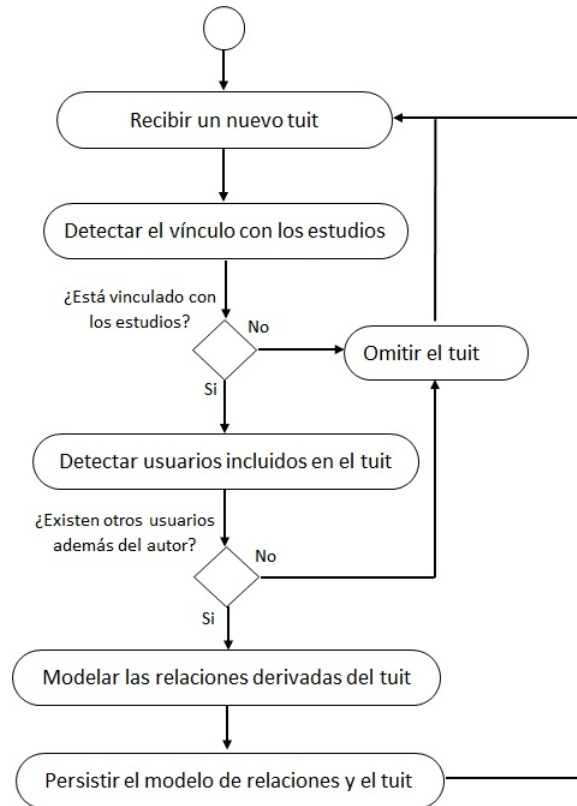 Recibir un nuevo tuit
Detectar el vínculo con los estudios
¿Está vinculado con
los estudios?
No
Omitir el tuit
Si
Detectar usuarios incluidos en el tuit
¿Existen otros usuarios
además del autor?
No
Si
Modelar las relaciones derivadas del tuit
Persistir el modelo de relaciones y el tuit